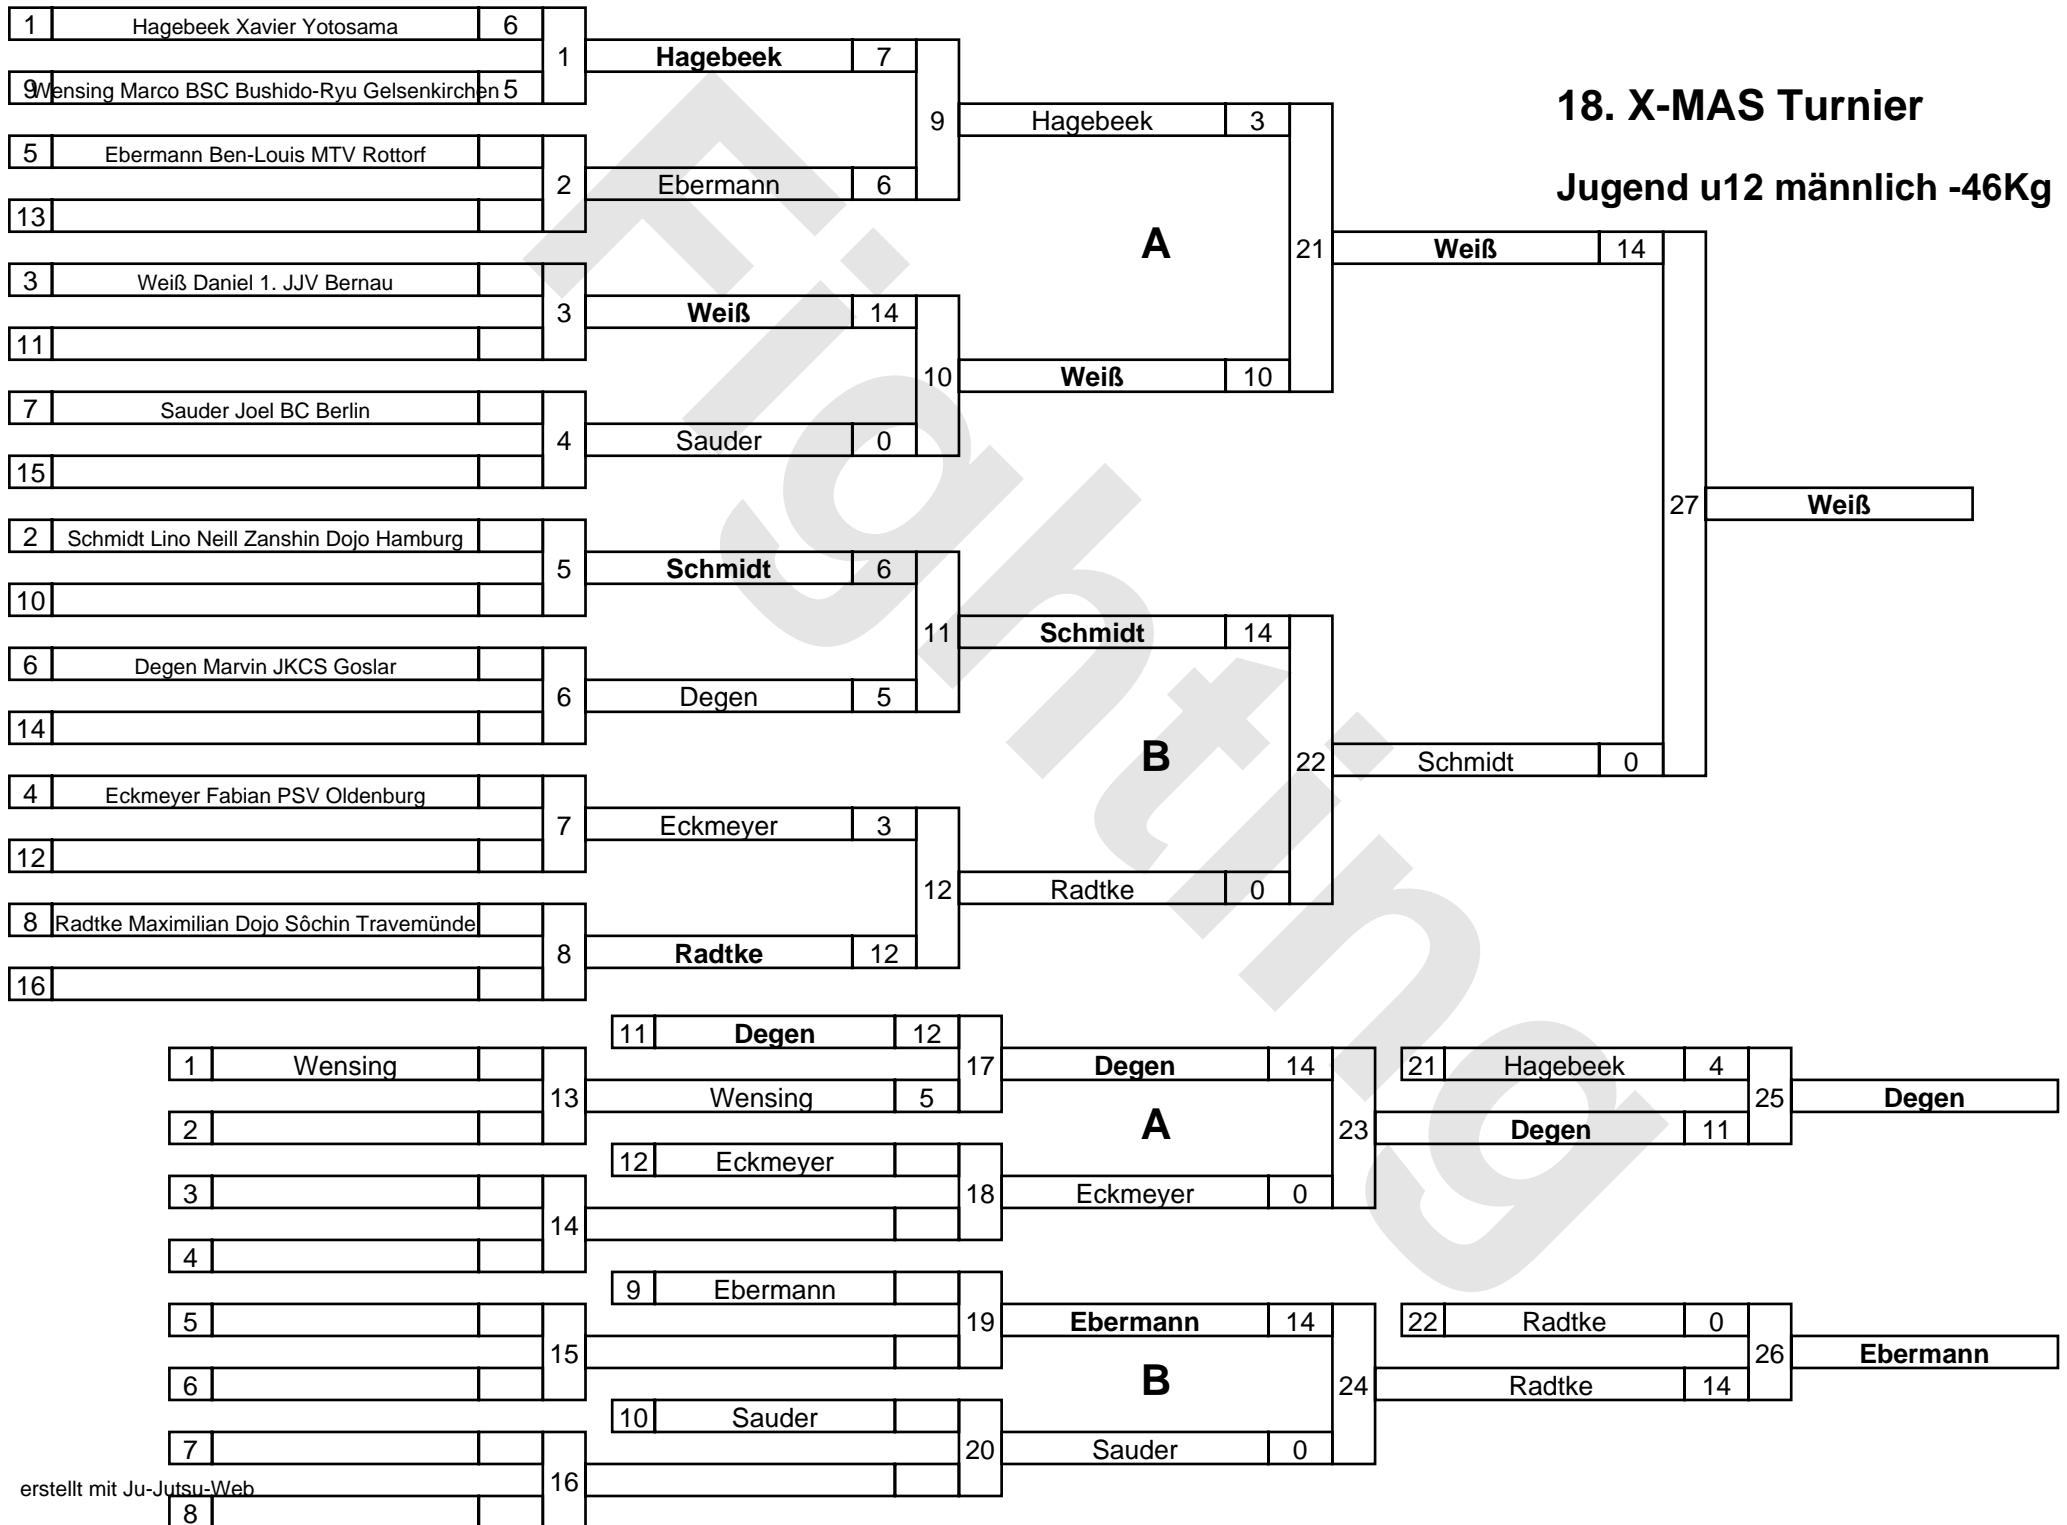 18. X-MAS Turnier
Jugend u12 männlich -46Kg
1 Hagebeek Xavier Yotosama 6
1 Hagebeek 7
9 Wensing Marco BSC Bushido-Ryu Gelsenkirchen 5
9 Hagebeek 3
5 Ebermann Ben-Louis MTV Rottorf
2 Ebermann 6
13
A
21 Weiß 14
3 Weiß Daniel 1. JJV Bernau
3 Weiß 14
11
10 Weiß 10
7 Sauder Joel BC Berlin
4 Sauder 0
15
27 Weiß
2 Schmidt Lino Neill Zanshin Dojo Hamburg
5 Schmidt 6
10
11 Schmidt 14
6 Degen Marvin JKCS Goslar
6 Degen 5
14
B
22 Schmidt 0
4 Eckmeyer Fabian PSV Oldenburg
7 Eckmeyer 3
12
12 Radtke 0
8 Radtke Maximilian Dojo Sôchin Travemünde
8 Radtke 12
16
11 Degen 12
1 Wensing
17 Degen 14
21 Hagebeek 4
13 Wensing 5
25 Degen
2
A
23 Degen 11
12 Eckmeyer
3
18 Eckmeyer 0
14
4
9 Ebermann
5
19 Ebermann 14
22 Radtke 0
15
26 Ebermann
6
B
24 Radtke 14
10 Sauder
7
20 Sauder 0
16
erstellt mit Ju-Jutsu-Web
8
Fighting